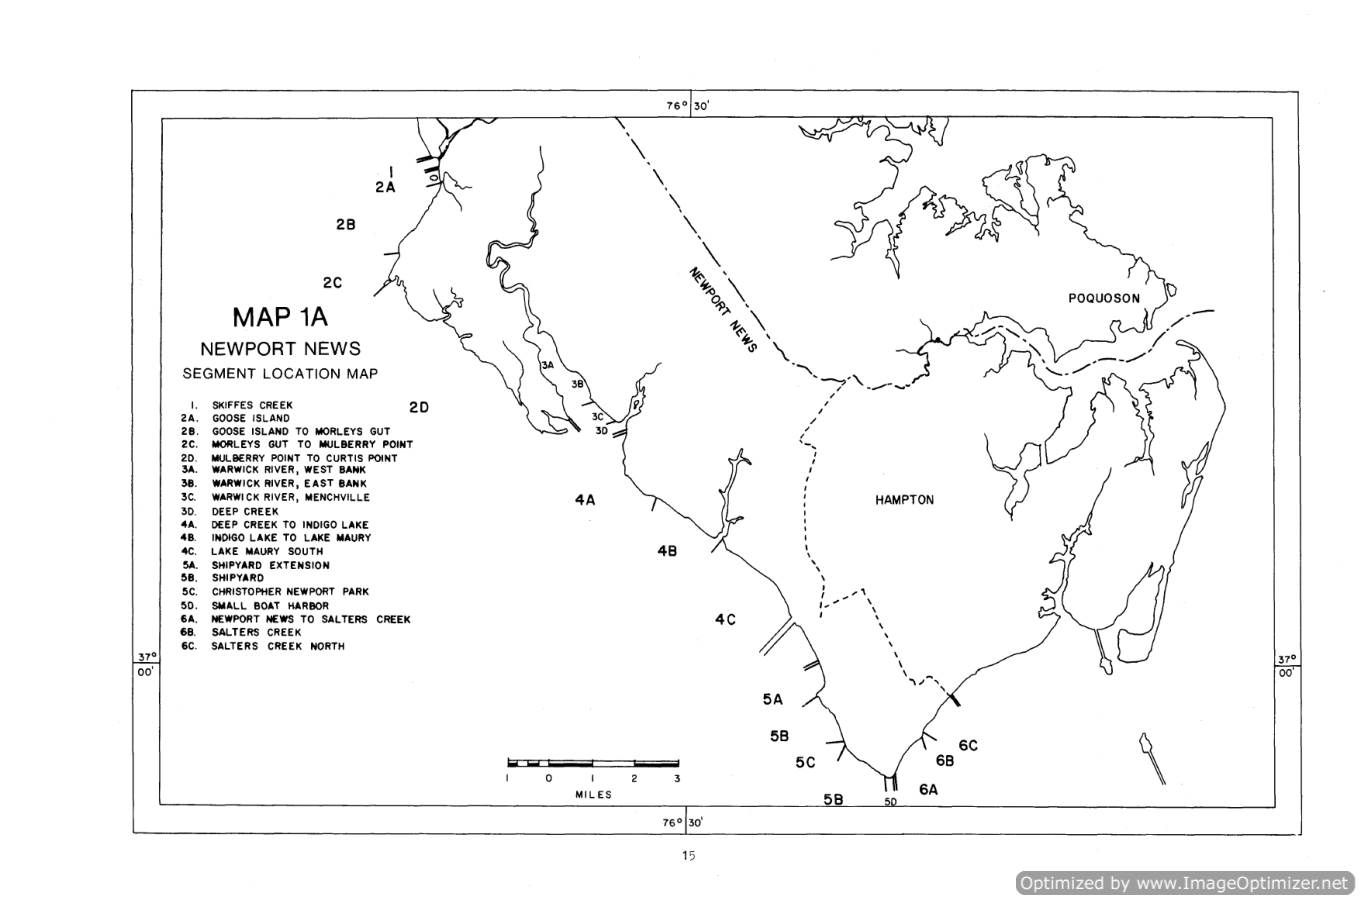 76° 30'
1
2A
2B
2C
MAP 1A
NEWPORT NEWS
SEGMENT LOCATION MAP
1. SKIFFES CREEK
2A. GOOSE ISLAND
2B. GOOSE ISLAND TO MORLEYS GUT
2C. MORLEYS GUT TO MULBERRY POINT
2D. MULBERRY POINT TO CURTIS POINT
3A. WARWICK RIVER, WEST BANK
3B. WARWICK RIVER, EAST BANK
3C. WARWICK RIVER, MENCHVILLE
3D. DEEP CREEK
4A. DEEP CREEK TO INDIGO LAKE
4B. INDIGO LAKE TO LAKE MAURY
4C. LAKE MAURY SOUTH
5A. SHIPYARD EXTENSION
5B. SHIPYARD
5C. CHRISTOPHER NEWPORT PARK
5D. SMALL BOAT HARBOR
6A. NEWPORT NEWS TO SALTERS CREEK
6B. SALTERS CREEK
6C. SALTERS CREEK NORTH
2D
3A
3B
3C
3D
NEWPORT NEWS
POQUOSON
HAMPTON
4A
4B
4C
5A
5B
5C
5B
5D
6A
6B
6C
37°
00'
37°
00'
1 0 1 2 3
MILES
76° 30'
15
Optimized by www.ImageOptimizer.net